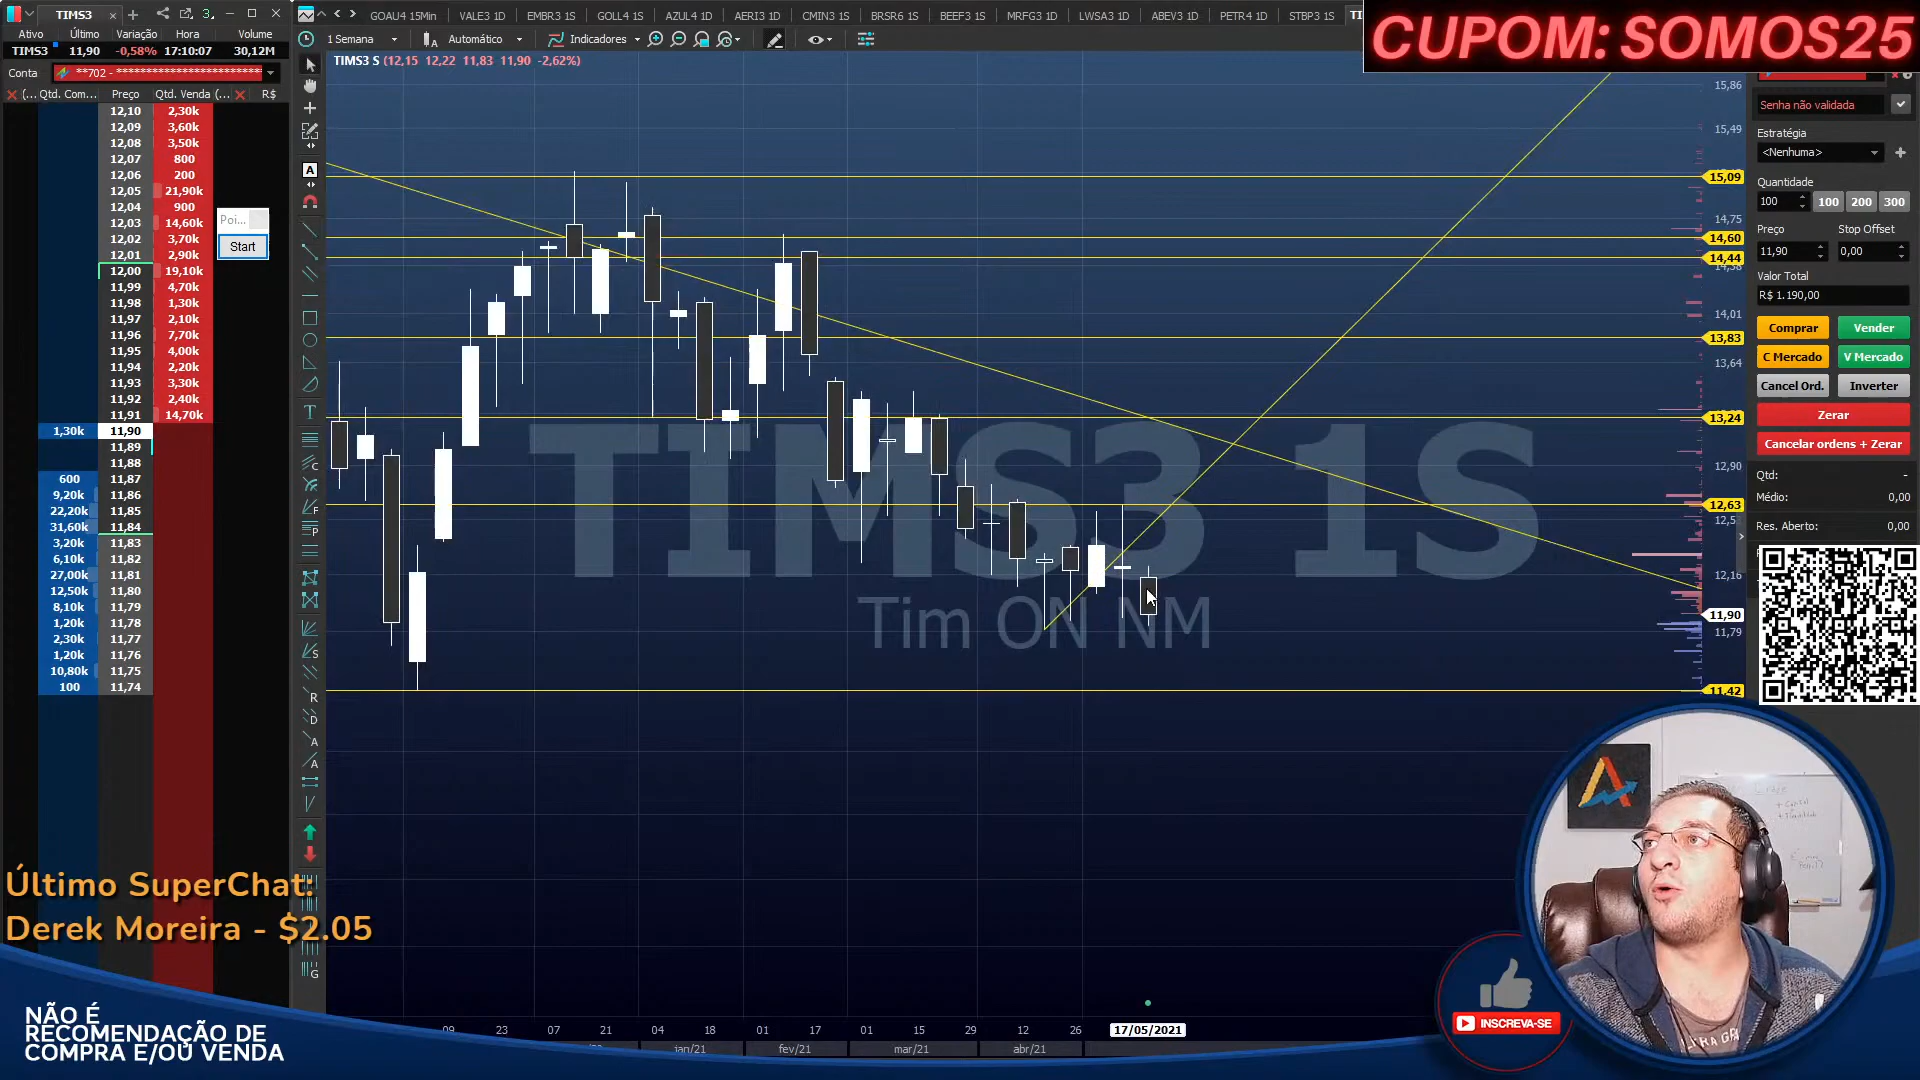 TIMS3
Ativo Último Variação Hora Volume
TIMS3 11,90 -0,58% 17:10:07 30,12M
Conta **702 - **************************
(... Qtd. Com... Preço Qtd. Venda (... R$
12,10 2,30k
12,09 3,60k
12,08 3,50k
12,07 800
12,06 200
12,05 21,90k
12,04 900
12,03 14,60k
12,02 3,70k
12,01 2,90k
12,00 19,10k
11,99 4,70k
11,98 1,30k
11,97 2,10k
11,96 7,70k
11,95 4,00k
11,94 2,20k
11,93 3,30k
11,92 2,40k
11,91 14,70k
1,30k 11,90
11,89
11,88
600 11,87
9,20k 11,86
22,20k 11,85
31,60k 11,84
3,20k 11,83
6,10k 11,82
27,00k 11,81
12,50k 11,80
8,10k 11,79
1,20k 11,78
2,30k 11,77
1,20k 11,76
10,80k 11,75
100 11,74
Poi...
Start
GOAU4 15Min VALE3 1D EMBR3 1S GOLL4 1S AZUL4 1D AERI3 1D CMIN3 1S BRSR6 1S BEEF3 1S MRFG3 1D LWSA3 1D ABEV3 1D PETR4 1D STBP3 1S
1 Semana Automático Indicadores
TIMS3 S (12,15 12,22 11,83 11,90 -2,62%)
TIMS3 1S
Tim ON NM
15,86
15,49
15,09
14,75
14,60
14,44
14,38
14,01
13,83
13,64
13,24
12,90
12,63
12,16
11,90
11,79
11,42
09 23 07 21 04 18 01 17 01 15 29 12 26 17/05/2021
jan/21 fev/21 mar/21 abr/21
CUPOM: SOMOS25
Senha não validada
Estratégia
<Nenhuma>
Quantidade
100 100 200 300
Preço Stop Offset
11,90 0,00
Valor Total
R$ 1.190,00
Comprar Vender
C Mercado V Mercado
Cancel Ord. Inverter
Zerar
Cancelar ordens + Zerar
Qtd: -
Médio: 0,00
Res. Aberto: 0,00
Último SuperChat:
Derek Moreira - $2.05
NÃO É
RECOMENDAÇÃO DE
COMPRA E/OU VENDA
INSCREVA-SE